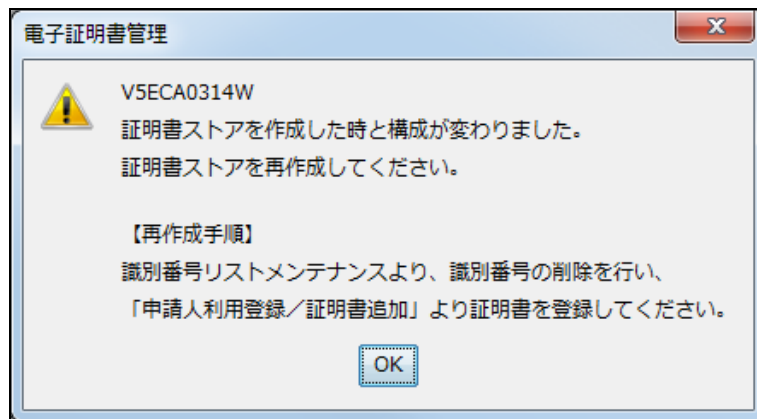 電子証明書管理
V5ECA0314W
証明書ストアを作成した時と構成が変わりました。
証明書ストアを再作成してください。
【再作成手順】
識別番号リストメンテナンスより、識別番号の削除を行い、
「申請人利用登録／証明書追加」より証明書を登録してください。
OK